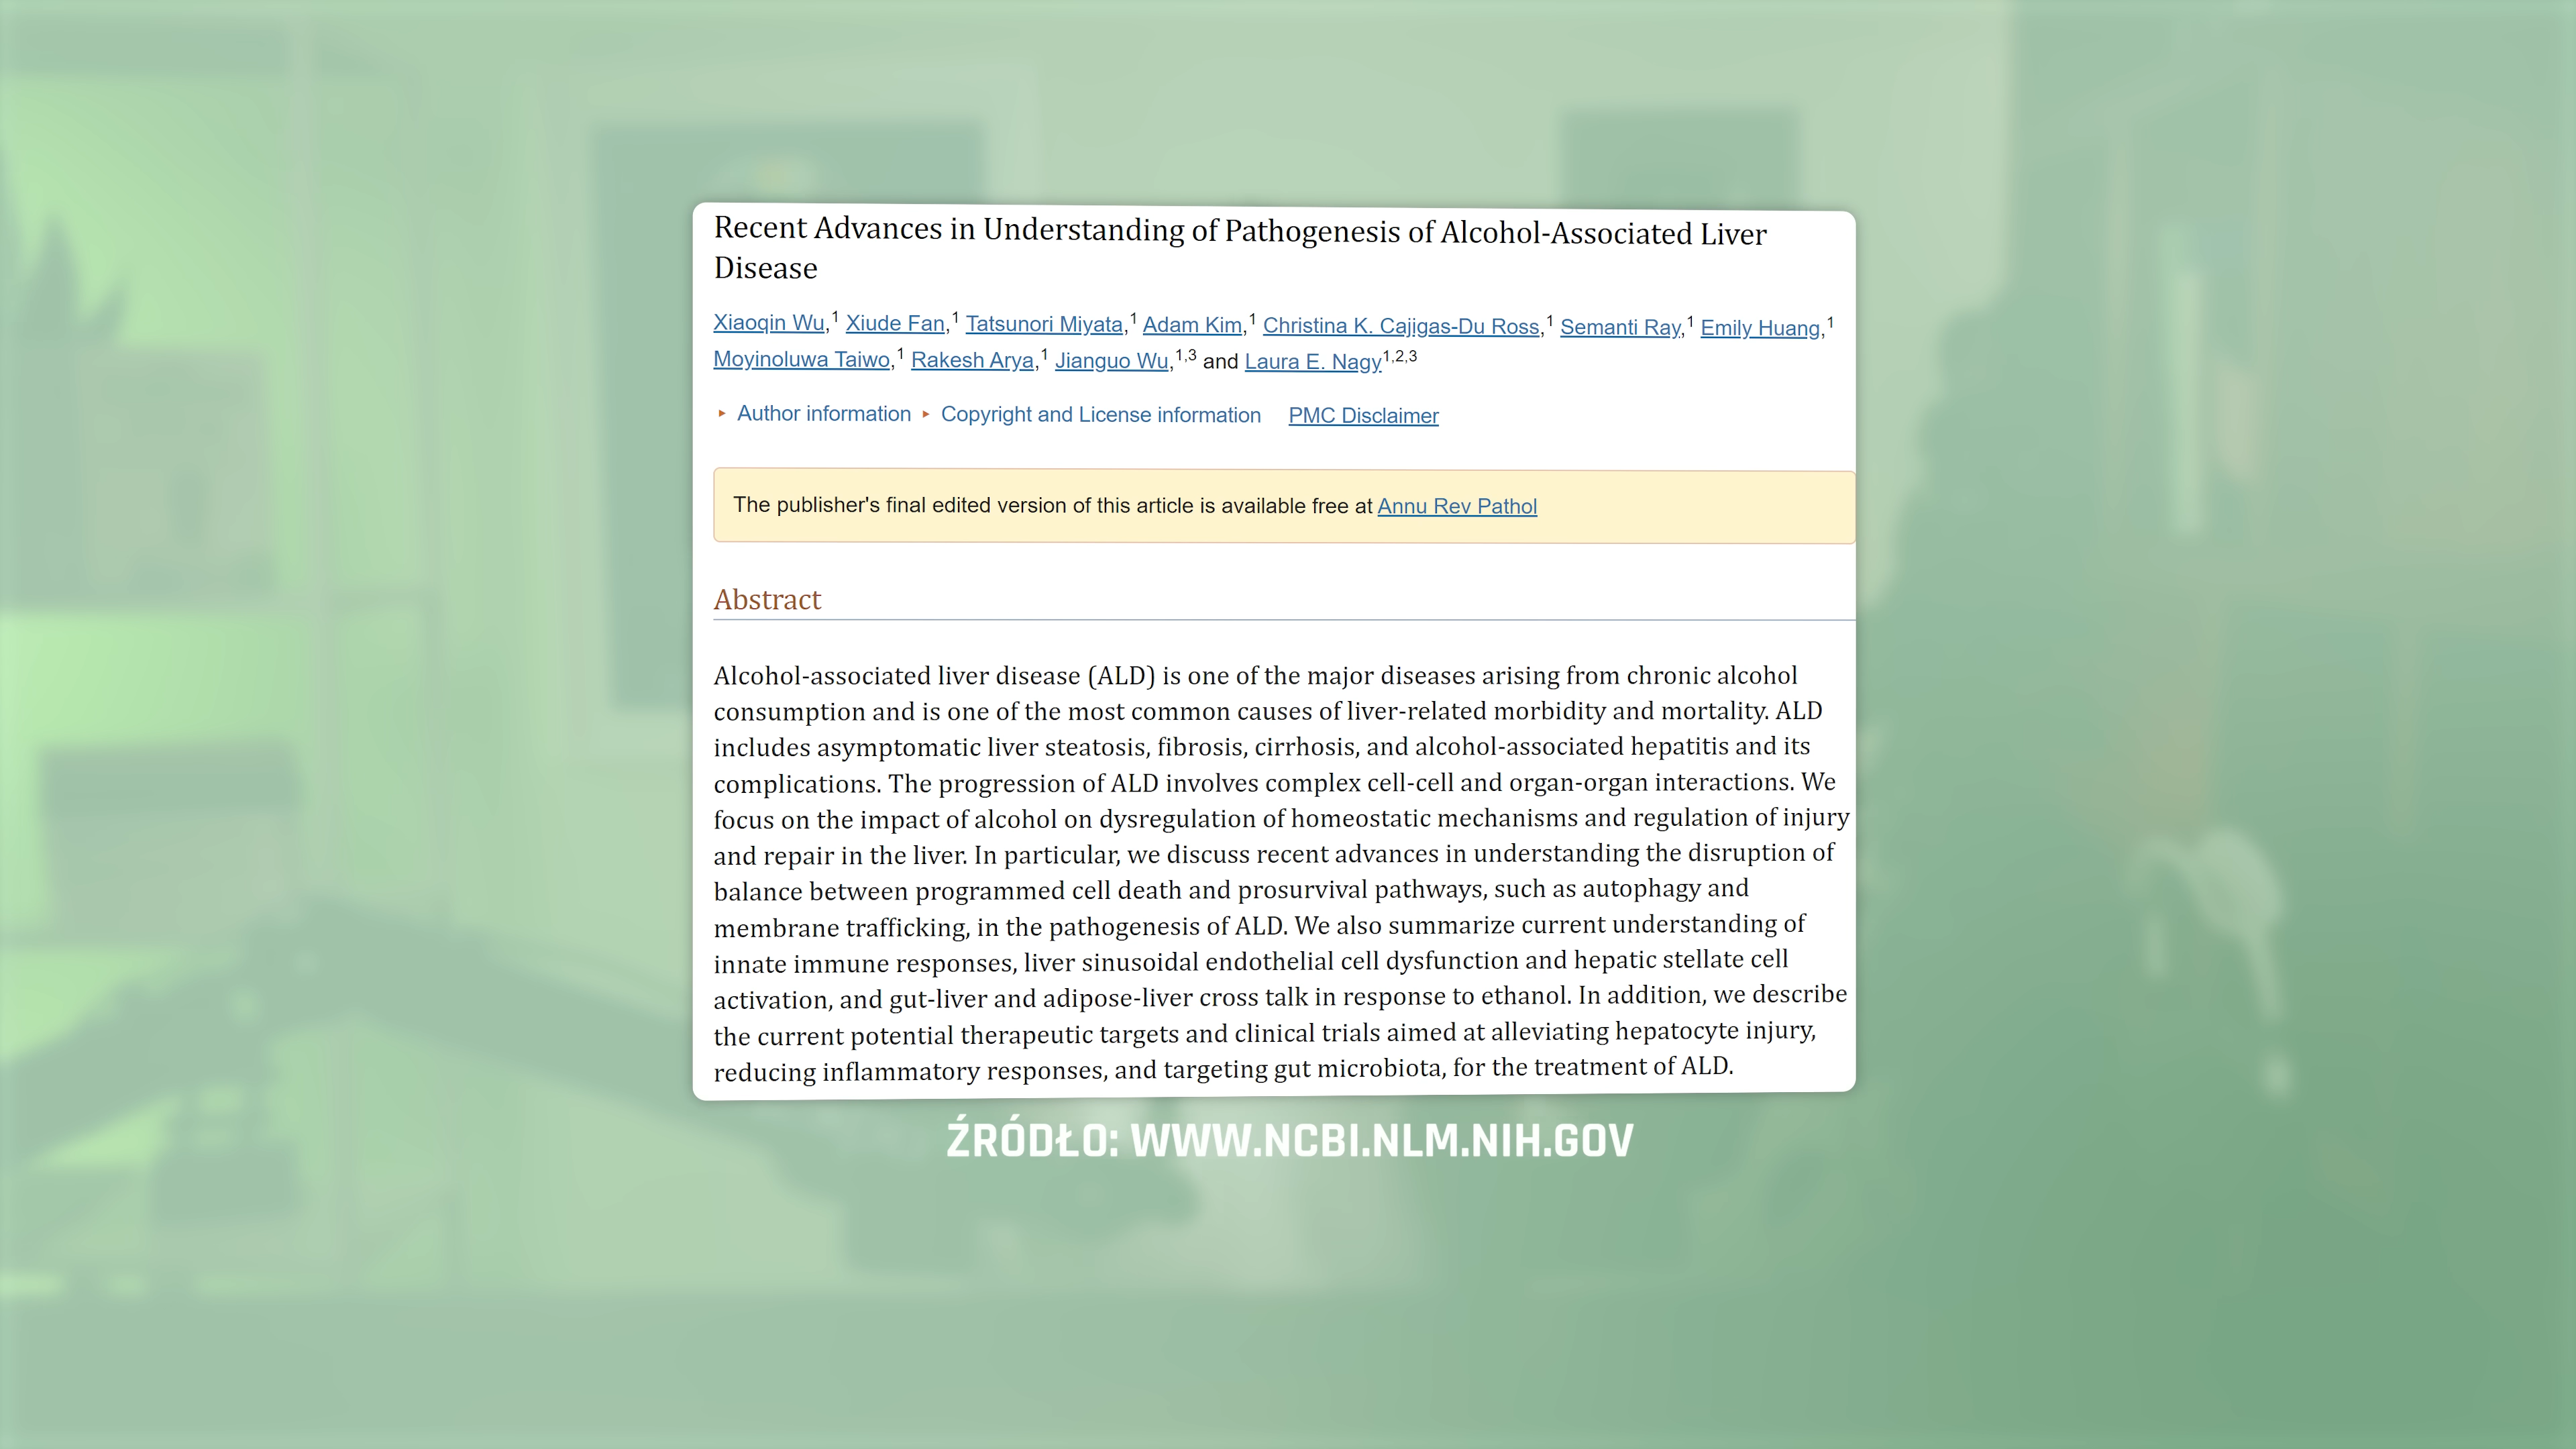 Recent Advances in Understanding of Pathogenesis of Alcohol-Associated Liver
Disease
Xiaoqin Wu,1 Xiude Fan,1 Tatsunori Miyata,1 Adam Kim,1 Christina K. Cajigas-Du Ross,1 Semanti Ray,1 Emily Huang,1
Moyinoluwa Taiwo,1 Rakesh Arya,1 Jianguo Wu,1,3 and Laura E. Nagy1,2,3
▸ Author information ▸ Copyright and License information PMC Disclaimer
The publisher's final edited version of this article is available free at Annu Rev Pathol
Abstract
Alcohol-associated liver disease (ALD) is one of the major diseases arising from chronic alcohol
consumption and is one of the most common causes of liver-related morbidity and mortality. ALD
includes asymptomatic liver steatosis, fibrosis, cirrhosis, and alcohol-associated hepatitis and its
complications. The progression of ALD involves complex cell-cell and organ-organ interactions. We
focus on the impact of alcohol on dysregulation of homeostatic mechanisms and regulation of injury
and repair in the liver. In particular, we discuss recent advances in understanding the disruption of
balance between programmed cell death and prosurvival pathways, such as autophagy and
membrane trafficking, in the pathogenesis of ALD. We also summarize current understanding of
innate immune responses, liver sinusoidal endothelial cell dysfunction and hepatic stellate cell
activation, and gut-liver and adipose-liver cross talk in response to ethanol. In addition, we describe
the current potential therapeutic targets and clinical trials aimed at alleviating hepatocyte injury,
reducing inflammatory responses, and targeting gut microbiota, for the treatment of ALD.
ŹRÓDŁO: WWW.NCBI.NLM.NIH.GOV